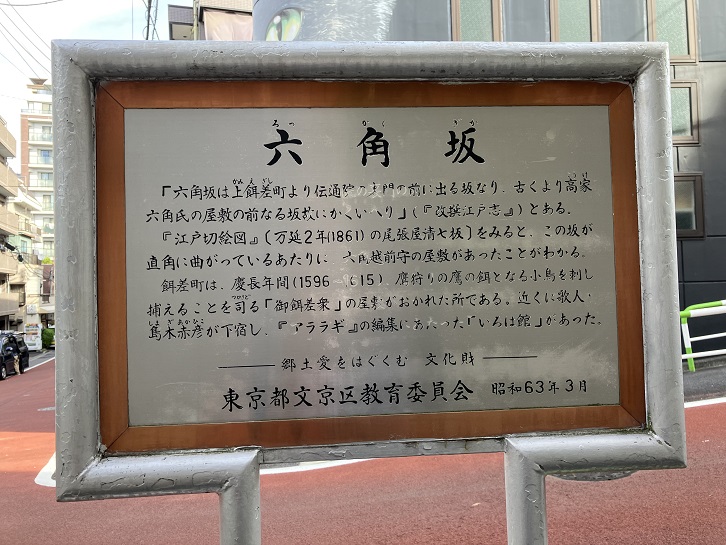 ろっ かく ざか
六角坂
「六角坂は上餌差町より伝通院の裏門の前に出る坂なり、古くより高家
六角氏の屋敷の前なる坂故にかくいへり」(『改撰江戸志』)とある。
『江戸切絵図』(万延2年(1861)の尾張屋清七板)をみると、この坂が
直角に曲がっているあたりに、六角越前守の屋敷があったことがわかる。
餌差町は、慶長年間(1596～1615)、鷹狩りの鷹の餌となる小鳥を刺し
捕えることを司る「御餌差衆」の屋敷がおかれた所である。近くに歌人・
島木赤彦が下宿し、『アララギ』の編集にあたった「いろは館」があった。
郷土愛をはぐくむ 文化財
東京都文京区教育委員会 昭和63年3月